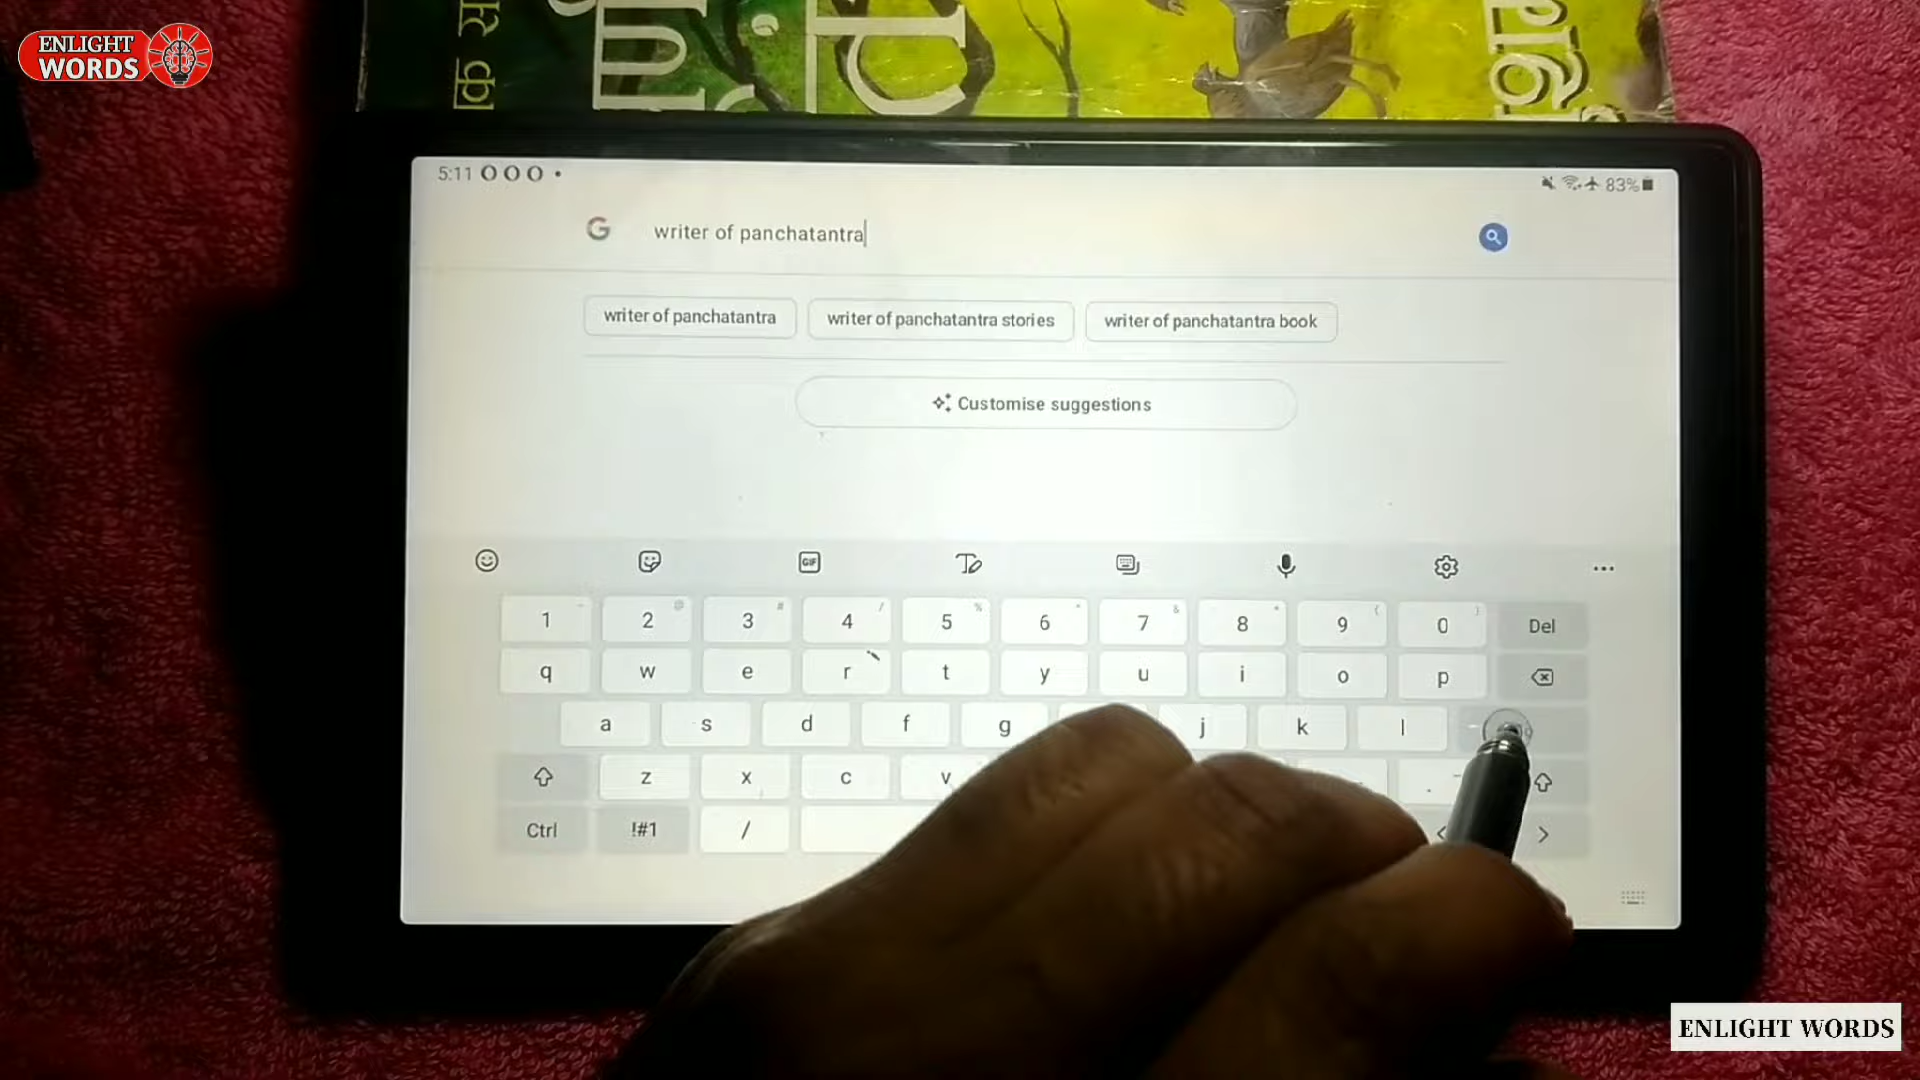 ENLIGHT
WORDS
क स
5:11
83%
writer of panchatantra
writer of panchatantra
writer of panchatantra stories
writer of panchatantra book
Customise suggestions
GIF
1 2 3 4 5 6 7 8 9 0 Del
q w e r t y u i o p
a s d f g j k l
z x c v
Ctrl !#1 /
ENLIGHT WORDS